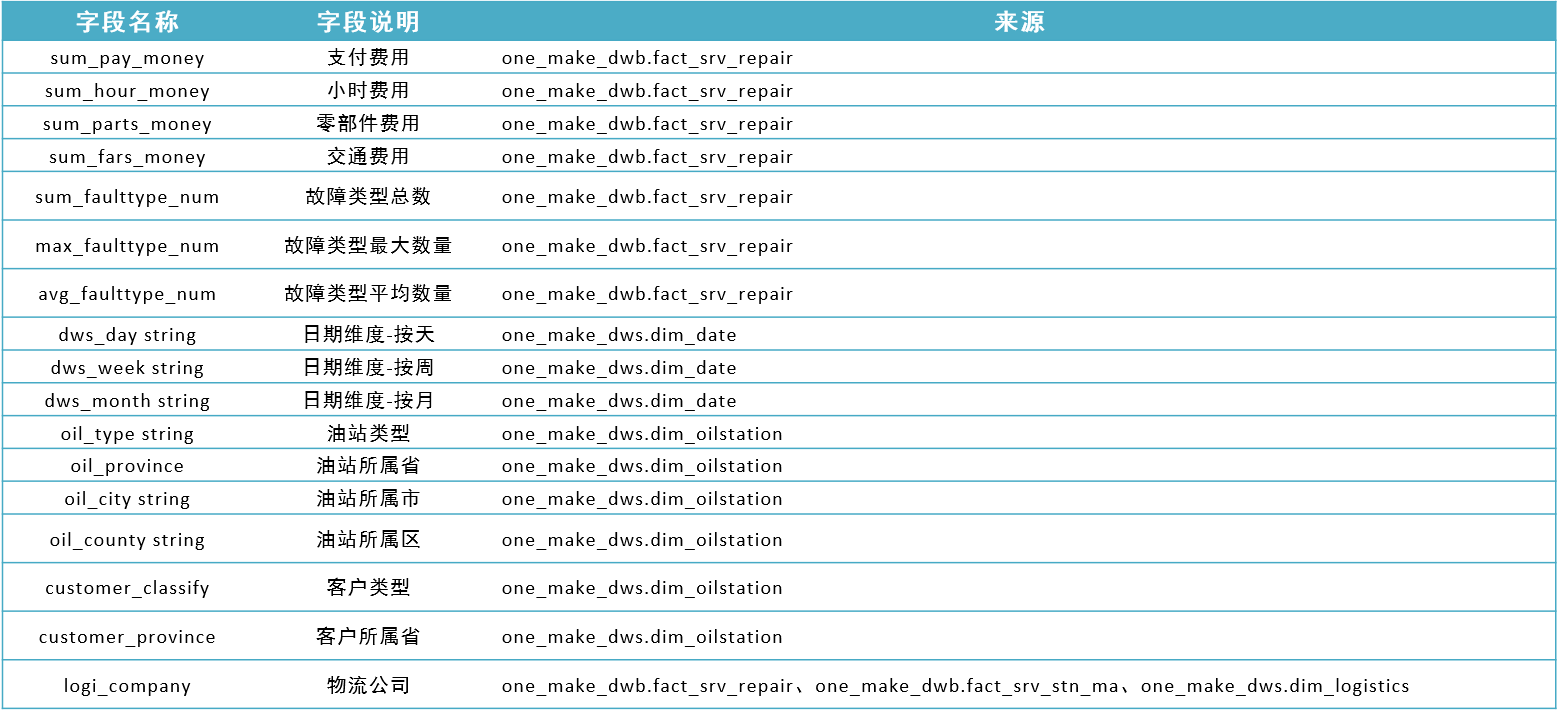 字段名称 字段说明 来源
sum_pay_money 支付费用 one_make_dwb.fact_srv_repair
sum_hour_money 小时费用 one_make_dwb.fact_srv_repair
sum_parts_money 零部件费用 one_make_dwb.fact_srv_repair
sum_fars_money 交通费用 one_make_dwb.fact_srv_repair
sum_faulttype_num 故障类型总数 one_make_dwb.fact_srv_repair
max_faulttype_num 故障类型最大数量 one_make_dwb.fact_srv_repair
avg_faulttype_num 故障类型平均数量 one_make_dwb.fact_srv_repair
dws_day string 日期维度-按天 one_make_dws.dim_date
dws_week string 日期维度-按周 one_make_dws.dim_date
dws_month string 日期维度-按月 one_make_dws.dim_date
oil_type string 油站类型 one_make_dws.dim_oilstation
oil_province 油站所属省 one_make_dws.dim_oilstation
oil_city string 油站所属市 one_make_dws.dim_oilstation
oil_county string 油站所属区 one_make_dws.dim_oilstation
customer_classify 客户类型 one_make_dws.dim_oilstation
customer_province 客户所属省 one_make_dws.dim_oilstation
logi_company 物流公司 one_make_dwb.fact_srv_repair、one_make_dwb.fact_srv_stn_ma、one_make_dws.dim_logistics